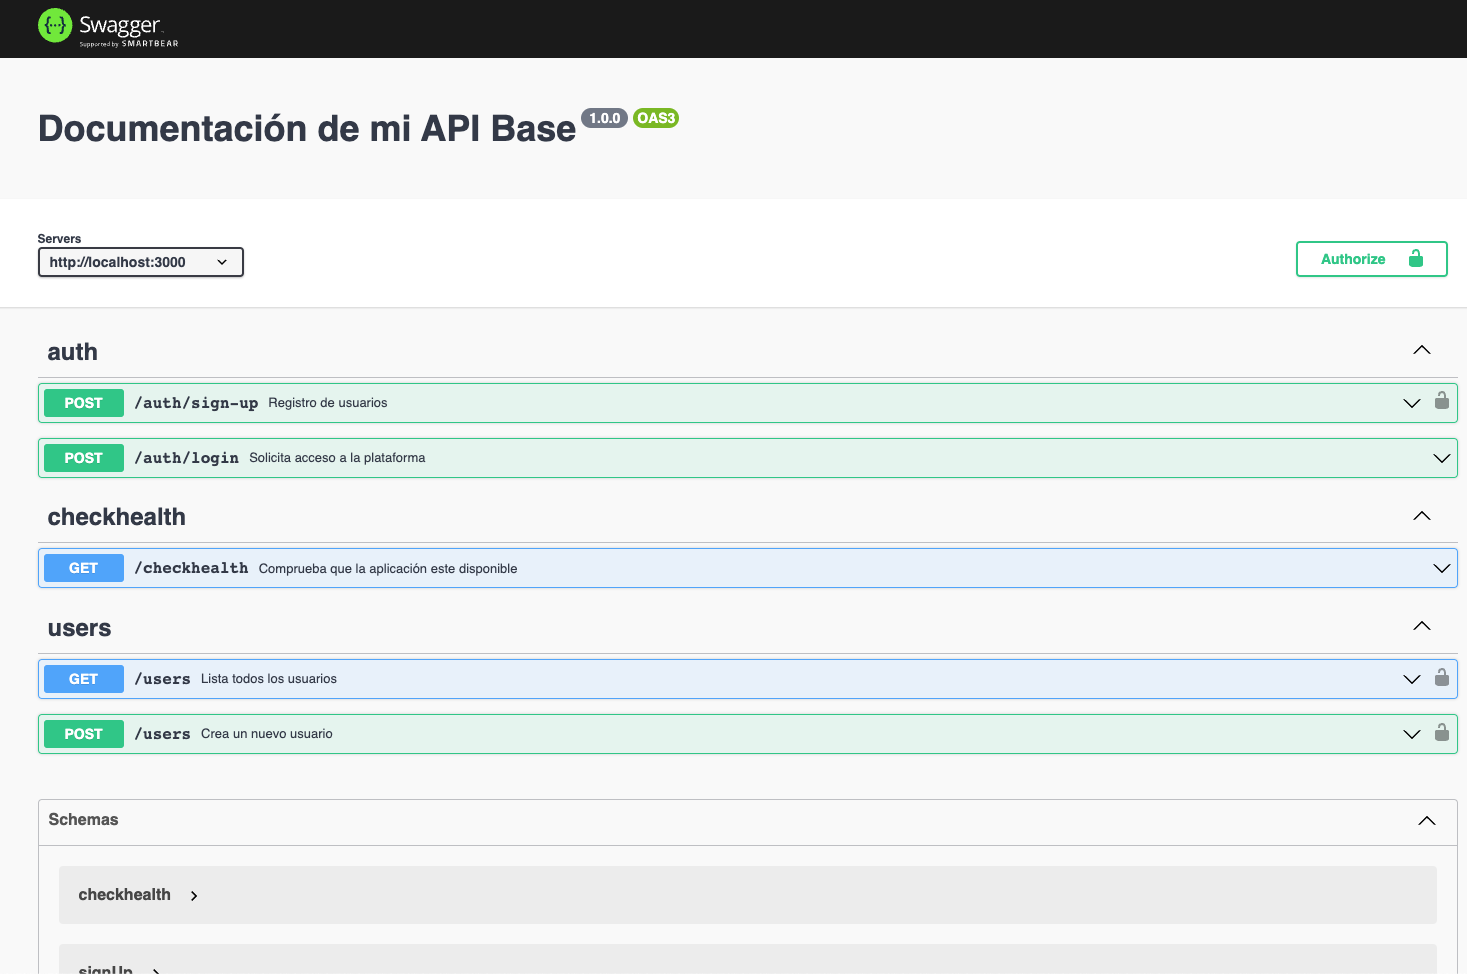 {···} Swagger
Supported by SMARTBEAR
Documentación de mi API Base 1.0.0 OAS3
Servers
http://localhost:3000
Authorize
auth
POST /auth/sign-up Registro de usuarios
POST /auth/login Solicita acceso a la plataforma
checkhealth
GET /checkhealth Comprueba que la aplicación este disponible
users
GET /users Lista todos los usuarios
POST /users Crea un nuevo usuario
Schemas
checkhealth
signUp